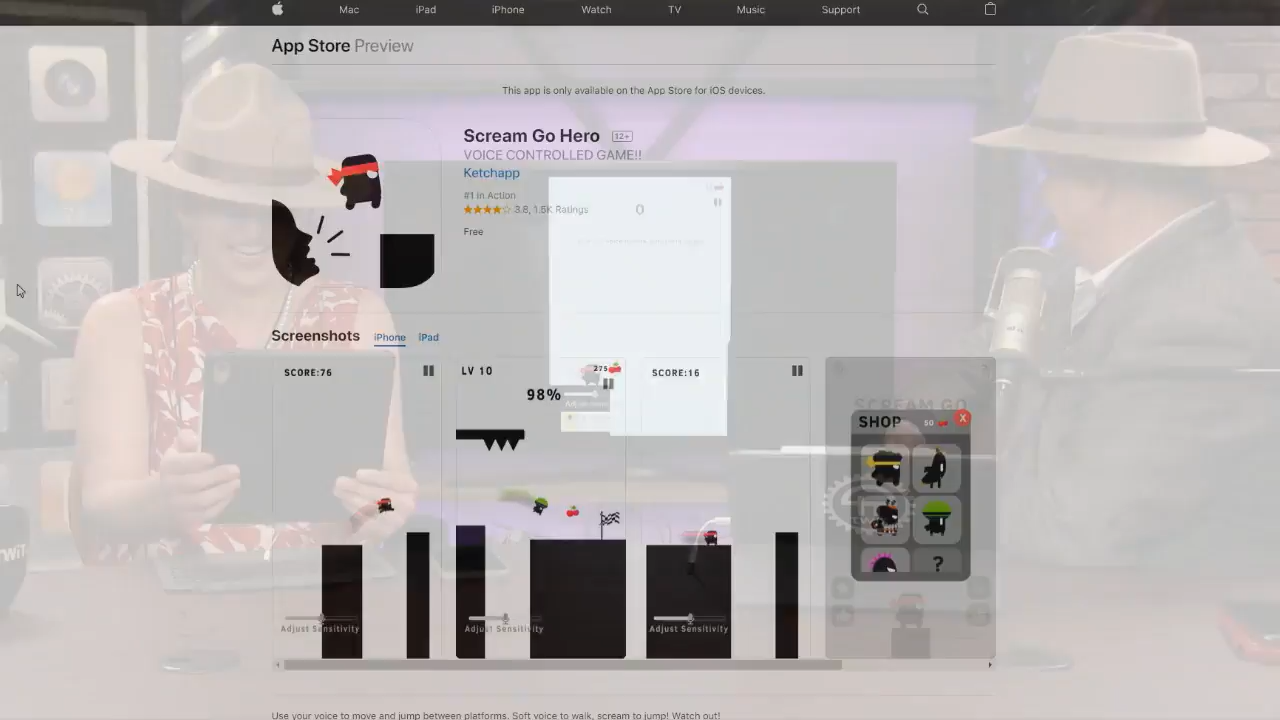 Mac iPad iPhone Watch TV Music Support
App Store Preview
This app is only available on the App Store for iOS devices.
Scream Go Hero 12+
VOICE CONTROLLED GAME!!
Ketchapp
#1 in Action
3.8, 1.5K Ratings
Free
0
Screenshots iPhone iPad
SCORE:76
LV 10
275
98%
SCORE:16
SCREAM GO
SHOP 50 X
?
TWiT
Adjust Sensitivity
Adjust Sensitivity
Adjust Sensitivity
Use your voice to move and jump between platforms. Soft voice to walk, scream to jump! Watch out!